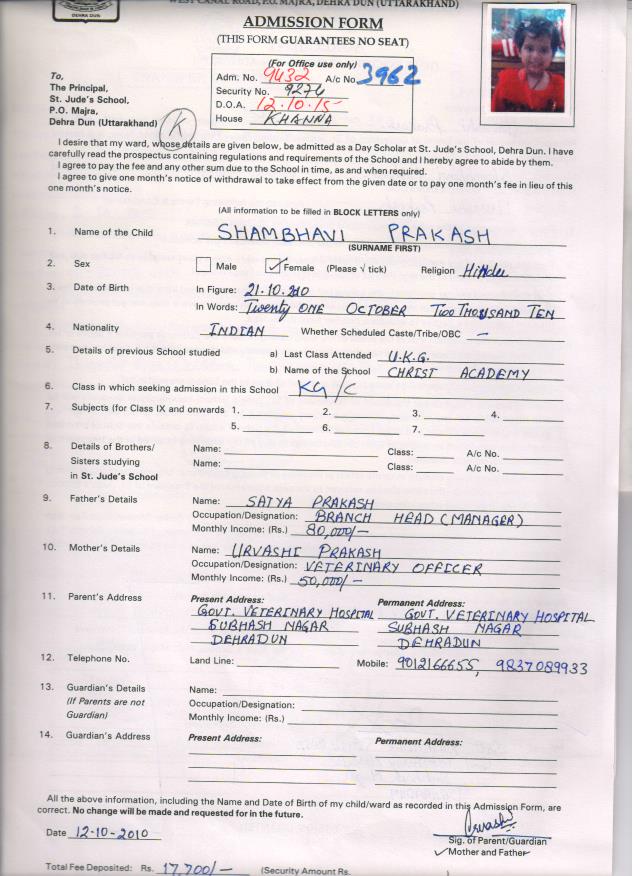 DEHRA DUN
WEST CANAL ROAD, P.O. MAJRA, DEHRA DUN (UTTARAKHAND)
ADMISSION FORM
(THIS FORM GUARANTEES NO SEAT)
(For Office use only)
Adm. No. 9432 A/c No. 3962
Security No. 9274
D.O.A. 12.10.15
House KHANNA
To,
The Principal,
St. Jude's School,
P.O. Majra,
Dehra Dun (Uttarakhand)
K
I desire that my ward, whose details are given below, be admitted as a Day Scholar at St. Jude's School, Dehra Dun. I have
carefully read the prospectus containing regulations and requirements of the School and I hereby agree to abide by them.
I agree to pay the fee and any other sum due to the School in time, as and when required.
I agree to give one month's notice of withdrawal to take effect from the given date or to pay one month's fee in lieu of this
one month's notice.
(All information to be filled in BLOCK LETTERS only)
1. Name of the Child SHAMBHAVI PRAKASH
(SURNAME FIRST)
2. Sex Male ✓ Female (Please √ tick) Religion Hindu
3. Date of Birth In Figure: 21.10.2010
In Words: Twenty ONE OCTOBER Two THOUSAND TEN
4. Nationality INDIAN Whether Scheduled Caste/Tribe/OBC —
5. Details of previous School studied a) Last Class Attended U.K.G.
b) Name of the School CHRIST ACADEMY
6. Class in which seeking admission in this School KG/C
7. Subjects (for Class IX and onwards 1. 2. 3. 4.
5. 6. 7.
8. Details of Brothers/ Name: Class: A/c No.
Sisters studying Name: Class: A/c No.
in St. Jude's School
9. Father's Details Name: SATYA PRAKASH
Occupation/Designation: BRANCH HEAD (MANAGER)
Monthly Income: (Rs.) 80,000/-
10. Mother's Details Name: URVASHI PRAKASH
Occupation/Designation: VETERINARY OFFICER
Monthly Income: (Rs.) 50,000/-
11. Parent's Address Present Address: Permanent Address:
GOVT. VETERINARY HOSPITAL GOVT. VETERINARY HOSPITAL
SUBHASH NAGAR SUBHASH NAGAR
DEHRADUN DEHRADUN
12. Telephone No. Land Line: Mobile: 9012166655, 9837089933
13. Guardian's Details Name:
(If Parents are not Occupation/Designation:
Guardian) Monthly Income: (Rs.)
14. Guardian's Address Present Address: Permanent Address:
All the above information, including the Name and Date of Birth of my child/ward as recorded in this Admission Form, are
correct. No change will be made and requested for in the future.
Date 12-10-2010 Urvashi
Sig. of Parent/Guardian
✓ Mother and Father
Total Fee Deposited: Rs. 17,700/- (Security Amount Rs.